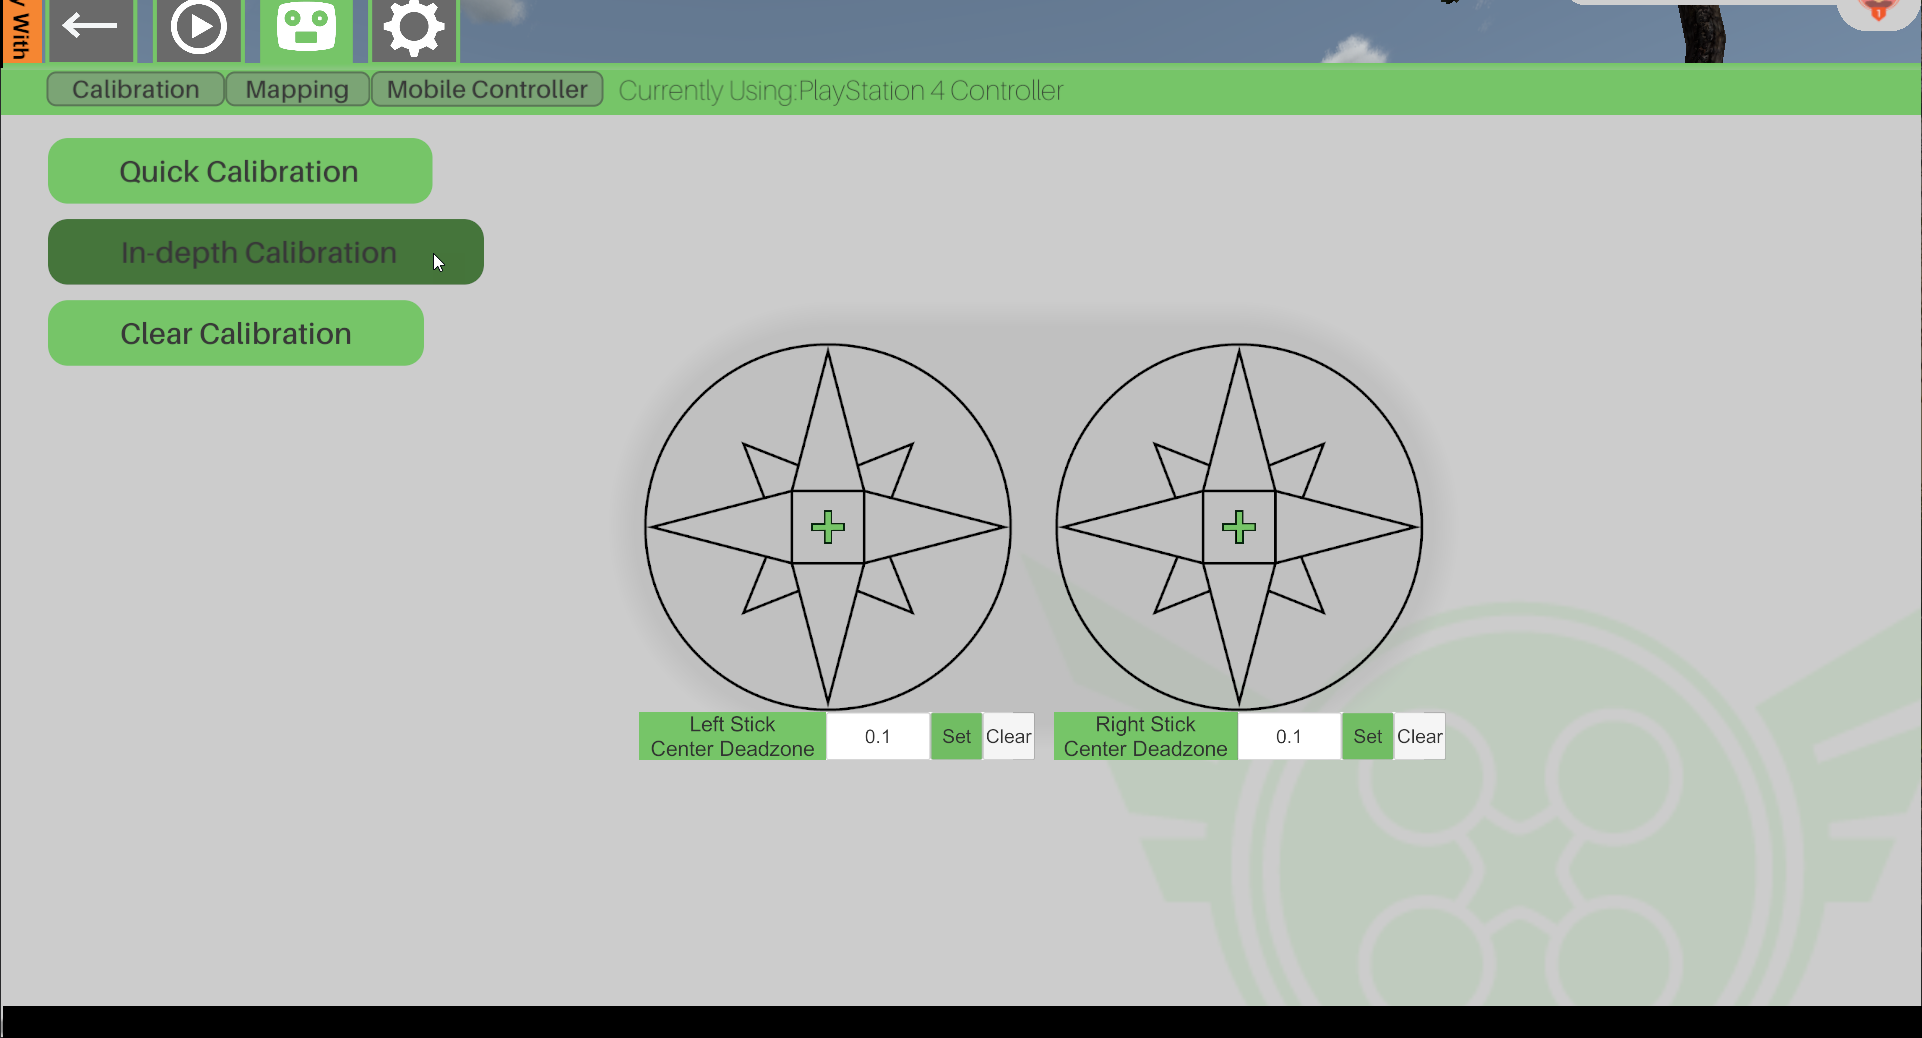 With
Calibration
Mapping
Mobile Controller
Currently Using:PlayStation 4 Controller
Quick Calibration
In-depth Calibration
Clear Calibration
Left Stick
Center Deadzone
0.1
Set
Clear
Right Stick
Center Deadzone
0.1
Set
Clear
1